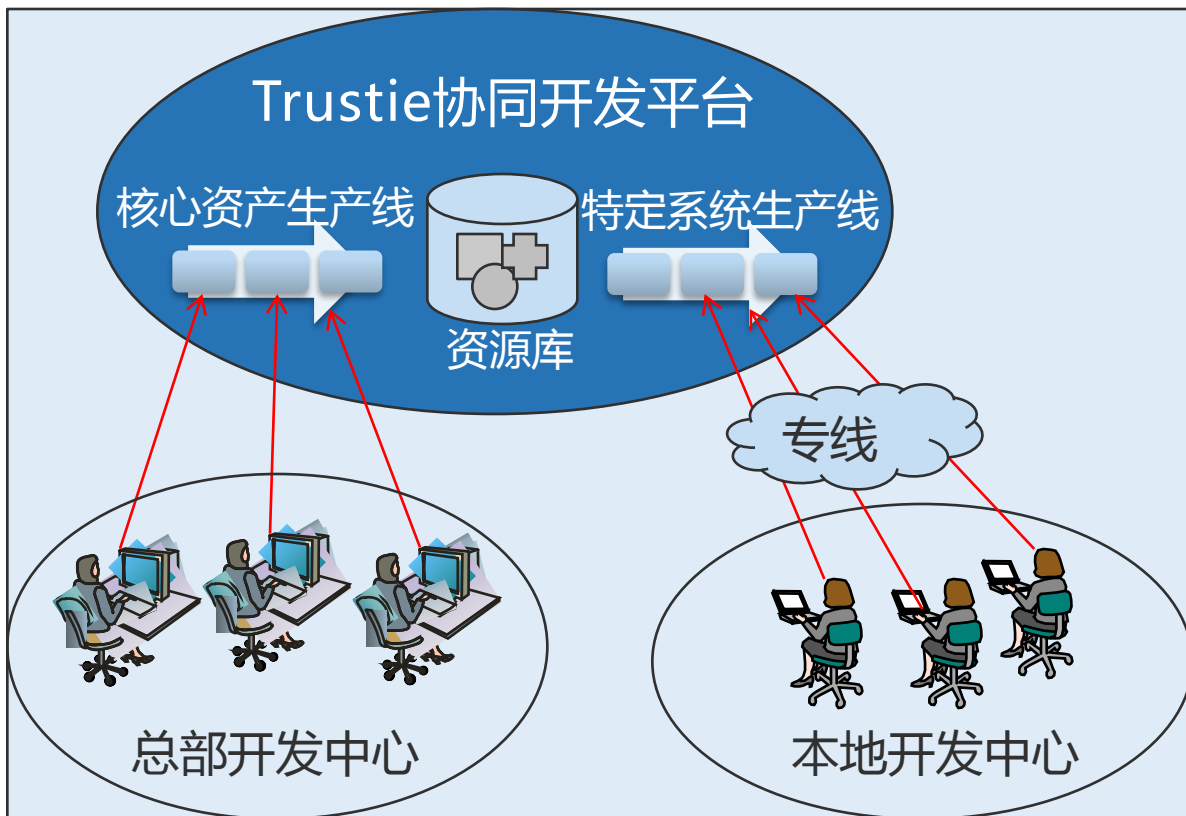 Trustie协同开发平台
核心资产生产线
特定系统生产线
资源库
专线
总部开发中心
本地开发中心